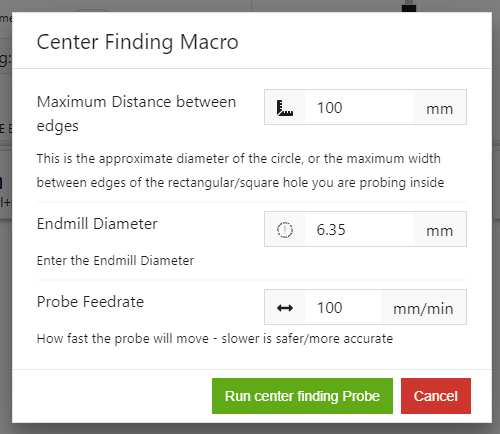 Center Finding Macro
Maximum Distance between
edges
100 mm
This is the approximate diameter of the circle, or the maximum width
between edges of the rectangular/square hole you are probing inside
Endmill Diameter
6.35 mm
Enter the Endmill Diameter
Probe Feedrate
100 mm/min
How fast the probe will move - slower is safer/more accurate
Run center finding Probe Cancel